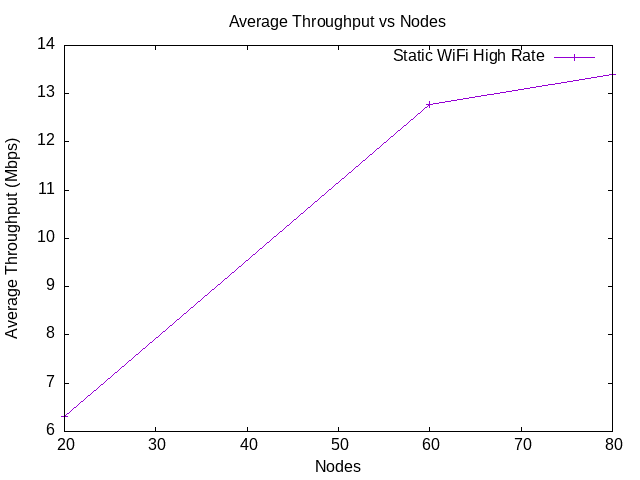 Average Throughput vs Nodes
14
Static WiFi High Rate
13
12
11
10
9
8
7
6
Average Throughput (Mbps)
20 30 40 50 60 70 80
Nodes